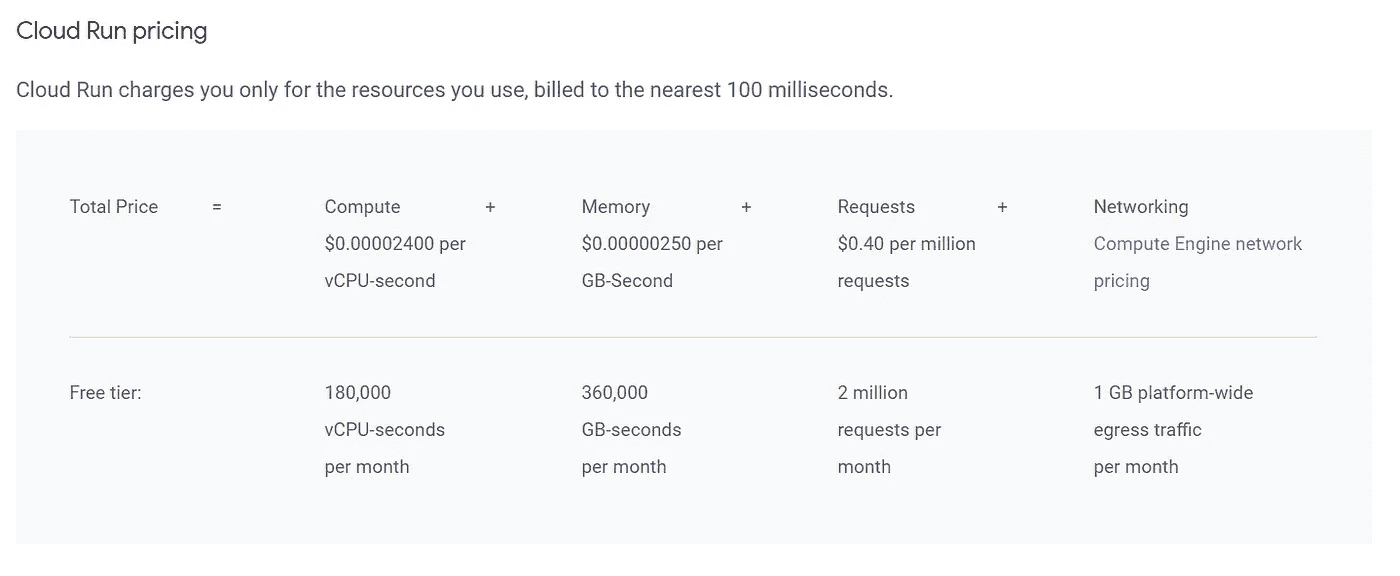 Cloud Run pricing
Cloud Run charges you only for the resources you use, billed to the nearest 100 milliseconds.
Total Price = Compute + Memory + Requests + Networking
$0.00002400 per $0.00000250 per $0.40 per million Compute Engine network
vCPU-second GB-Second requests pricing
Free tier: 180,000 360,000 2 million 1 GB platform-wide
vCPU-seconds GB-seconds requests per egress traffic
per month per month month per month